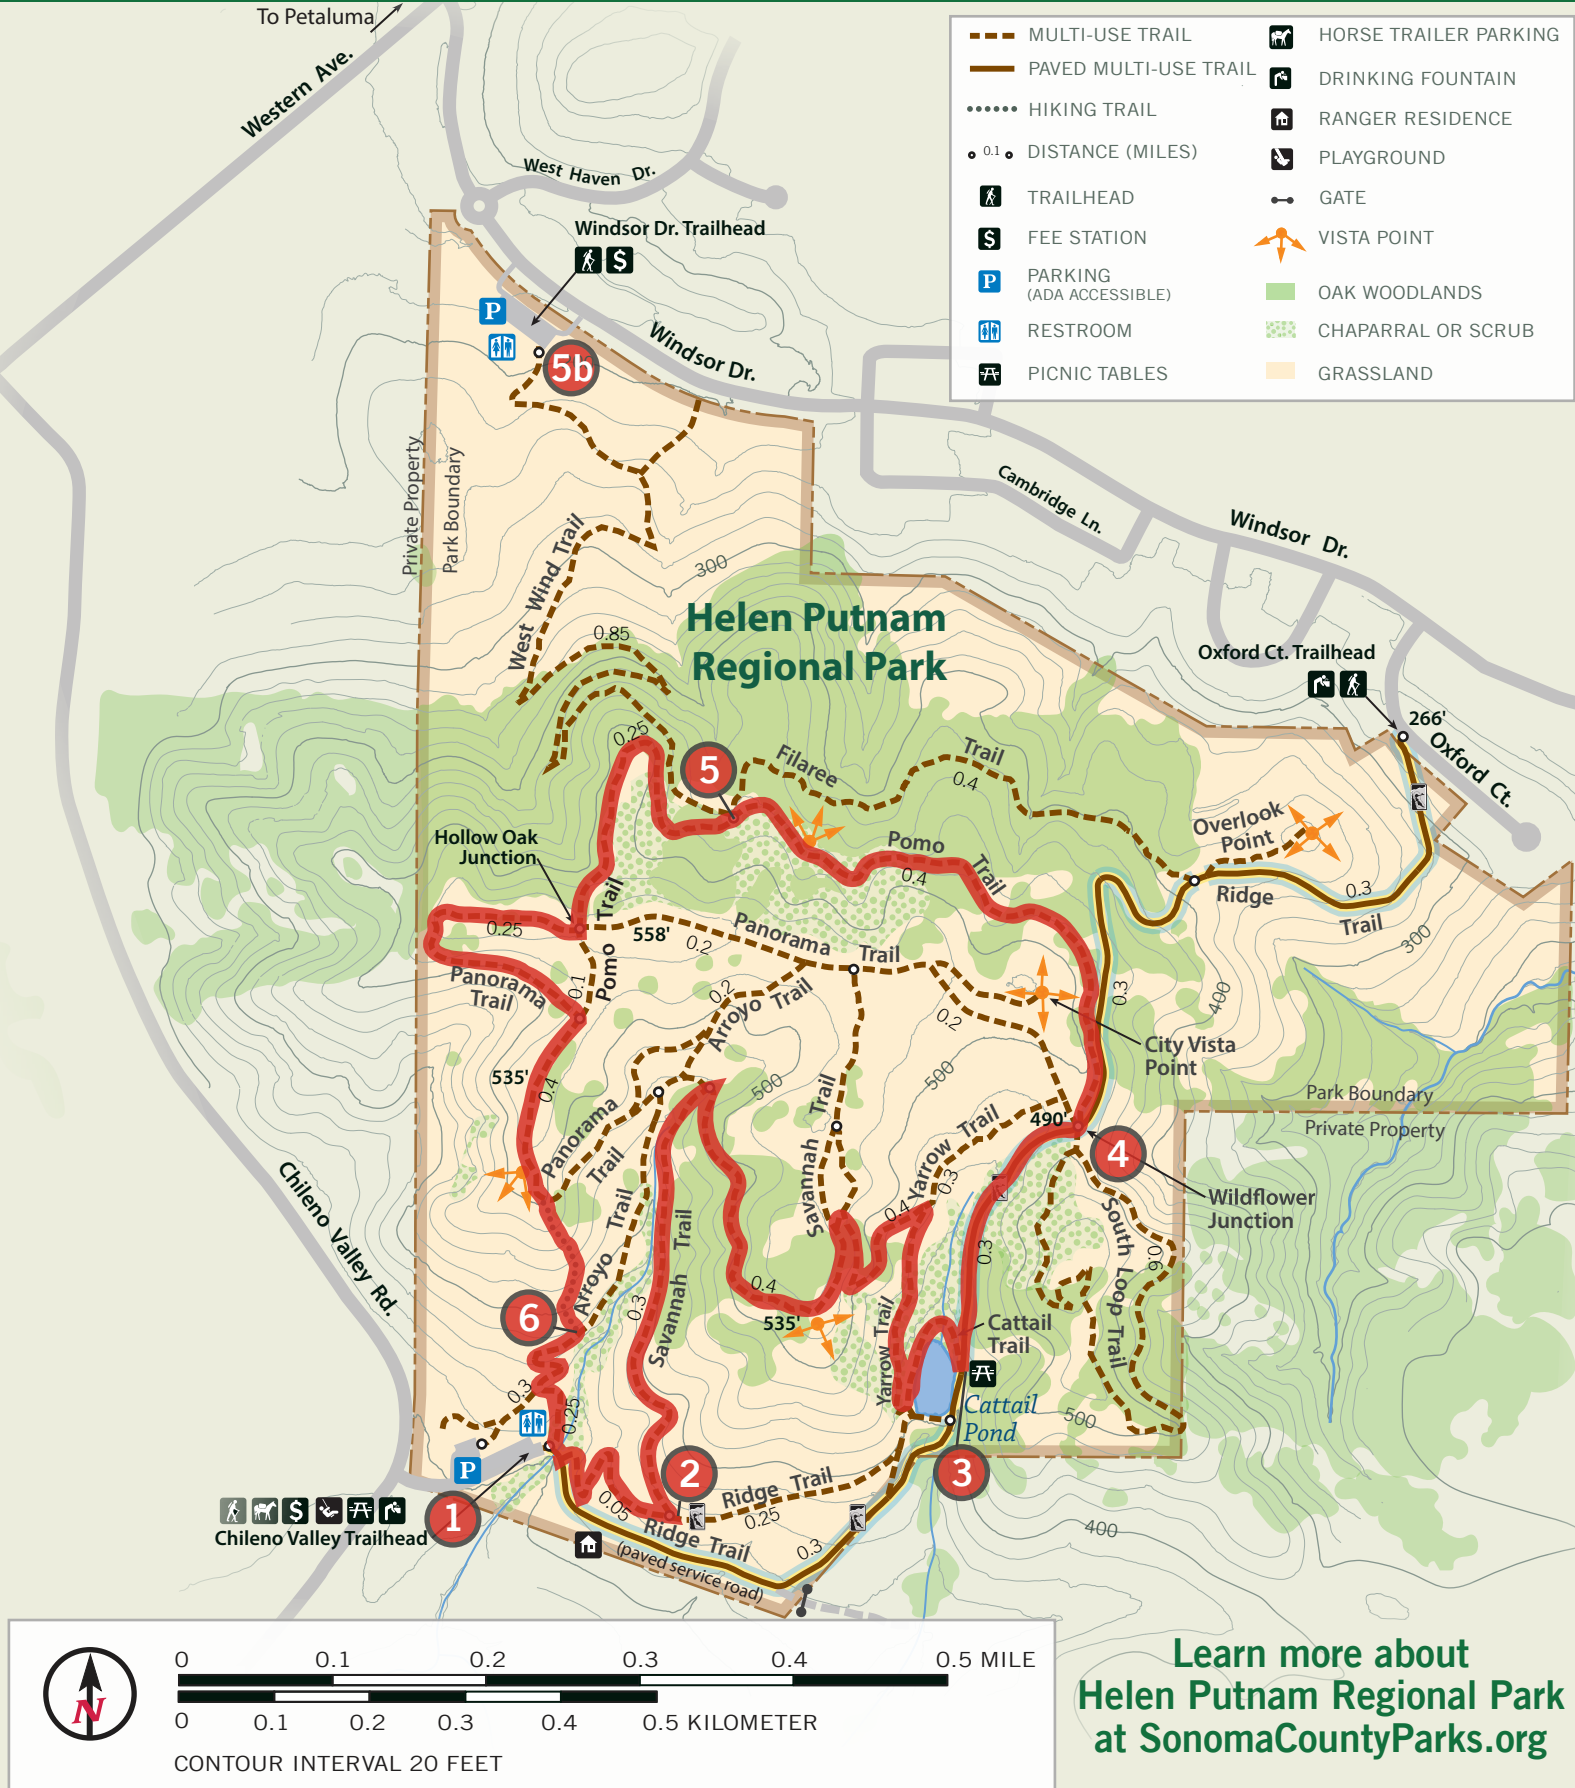 To Petaluma
Western Ave.
West Haven Dr.
Windsor Dr. Trailhead
$
P
5b
Windsor Dr.
MULTI-USE TRAIL
PAVED MULTI-USE TRAIL
HIKING TRAIL
0.1 DISTANCE (MILES)
TRAILHEAD
$ FEE STATION
P PARKING
(ADA ACCESSIBLE)
RESTROOM
PICNIC TABLES
HORSE TRAILER PARKING
DRINKING FOUNTAIN
RANGER RESIDENCE
PLAYGROUND
GATE
VISTA POINT
OAK WOODLANDS
CHAPARRAL OR SCRUB
GRASSLAND
Private Property
Park Boundary
Cambridge Ln.
Windsor Dr.
West Wind Trail
300
0.85
Helen Putnam
Regional Park
Oxford Ct. Trailhead
266'
Oxford Ct.
0.25
5
Filaree Trail
0.4
Overlook
Point
Hollow Oak
Junction
Pomo Trail
0.4
Ridge Trail
0.3
300
0.25
Pomo Trail
558'
0.2
Panorama Trail
Panorama
Trail
0.1
0.2
Arroyo Trail
0.2
0.3
400
City Vista
Point
535'
0.4
500
500
Panorama
Trail
Savannah Trail
Yarrow Trail
0.3
490'
4
Park Boundary
Private Property
Wildflower
Junction
Chileno Valley Rd.
Arroyo Trail
Savannah Trail
0.3
0.4
535'
0.4
0.3
South Loop Trail
0.6
6
Yarrow Trail
Cattail
Trail
0.3
0.25
Cattail
Pond
500
P
1
2
3
Ridge Trail
0.25
0.05
$
Chileno Valley Trailhead
Ridge Trail
(paved service road)
0.3
400
0 0.1 0.2 0.3 0.4 0.5 MILE
0 0.1 0.2 0.3 0.4 0.5 KILOMETER
N
CONTOUR INTERVAL 20 FEET
Learn more about
Helen Putnam Regional Park
at SonomaCountyParks.org